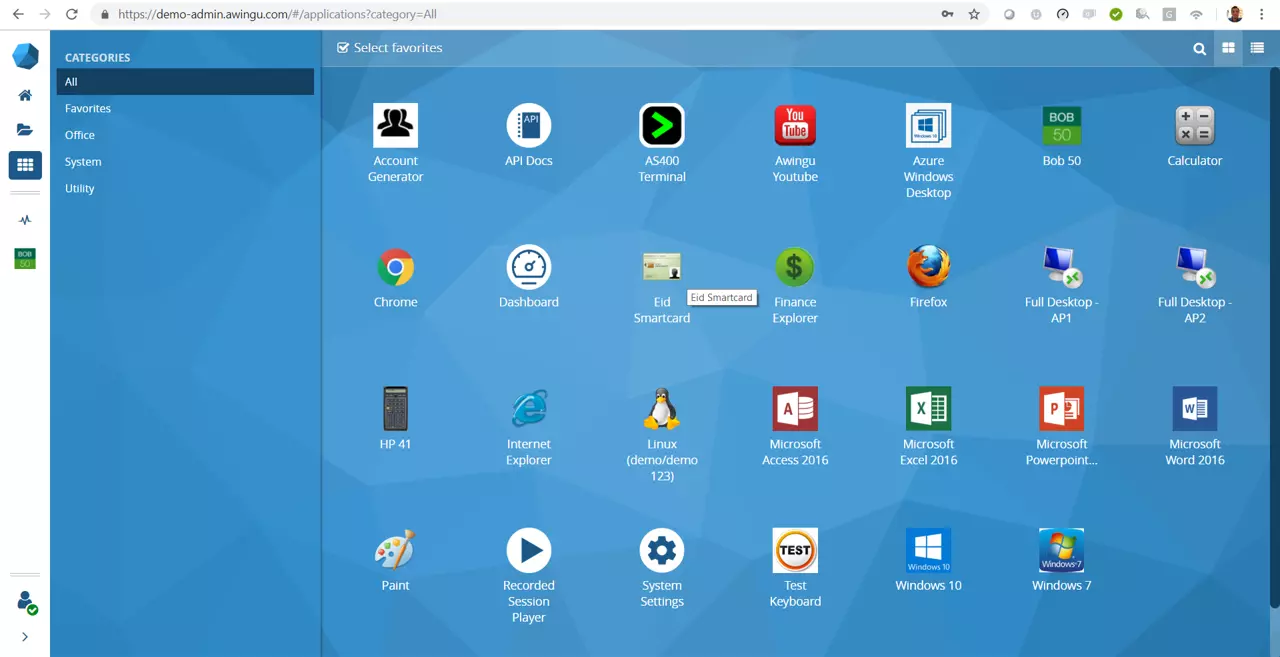 https://demo-admin.awingu.com/#/applications?category=All
CATEGORIES
All
Favorites
Office
System
Utility
BOB
50
Select favorites
Account
Generator
API
API Docs
AS400
Terminal
You
Tube
Awingu
Youtube
Windows 10
Azure
Windows
Desktop
BOB
50
Bob 50
Calculator
Chrome
Dashboard
Eid
Smartcard
Eid Smartcard
Finance
Explorer
Firefox
Full Desktop -
AP1
Full Desktop -
AP2
HP 41
Internet
Explorer
Linux
(demo/demo
123)
Microsoft
Access 2016
Microsoft
Excel 2016
Microsoft
Powerpoint...
Microsoft
Word 2016
Paint
Recorded
Session
Player
System
Settings
TEST
Test
Keyboard
Windows 10
Windows 10
Windows 7
Windows 7